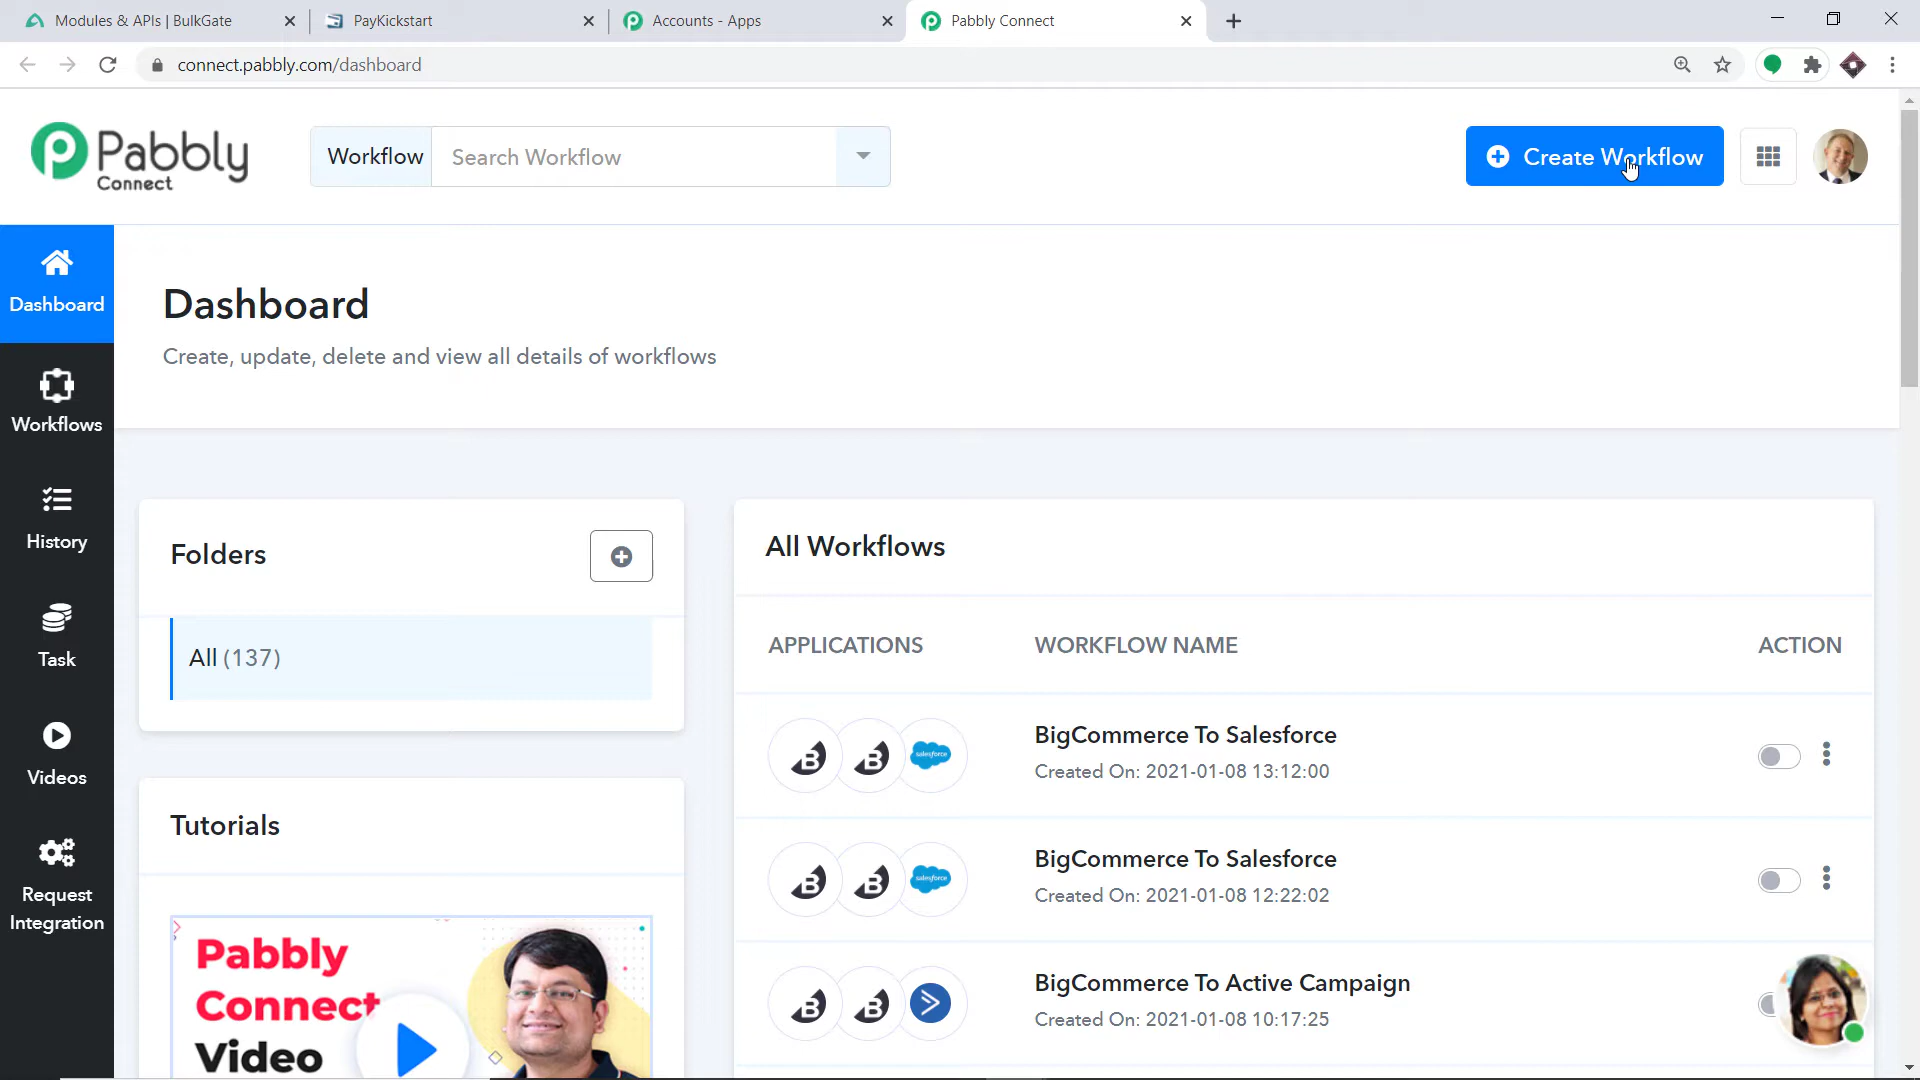 Modules & APIs | BulkGate
PayKickstart
Accounts - Apps
Pabbly Connect
connect.pabbly.com/dashboard
Pabbly
Connect
Workflow
Search Workflow
Create Workflow
Dashboard
Workflows
History
Task
Videos
Request
Integration
Dashboard
Create, update, delete and view all details of workflows
Folders
All (137)
Tutorials
Pabbly
Connect
Video
All Workflows
APPLICATIONS
WORKFLOW NAME
ACTION
salesforce
BigCommerce To Salesforce
Created On: 2021-01-08 13:12:00
salesforce
BigCommerce To Salesforce
Created On: 2021-01-08 12:22:02
BigCommerce To Active Campaign
Created On: 2021-01-08 10:17:25